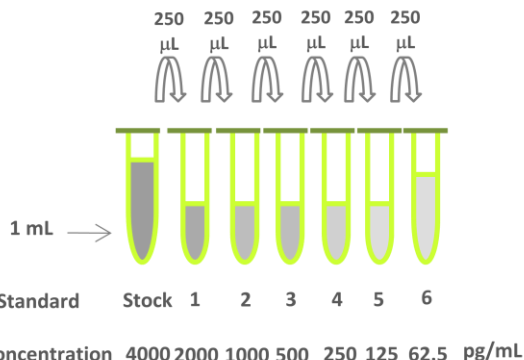 250 250 250 250 250 250
μL μL μL μL μL μL
1 mL
Standard Stock 1 2 3 4 5 6
oncentration 4000 2000 1000 500 250 125 62.5 pg/mL